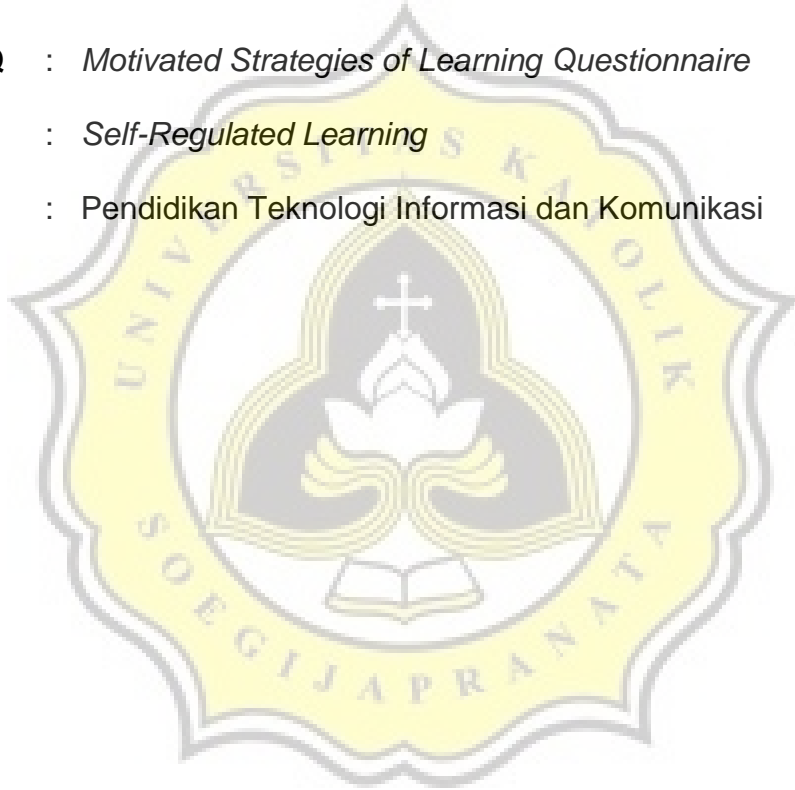 : Motivated Strategies of Learning Questionnaire
: Self-Regulated Learning
: Pendidikan Teknologi Informasi dan Komunikasi
UNIVERSITAS KATOLIK
SOEGIJAPRANATA